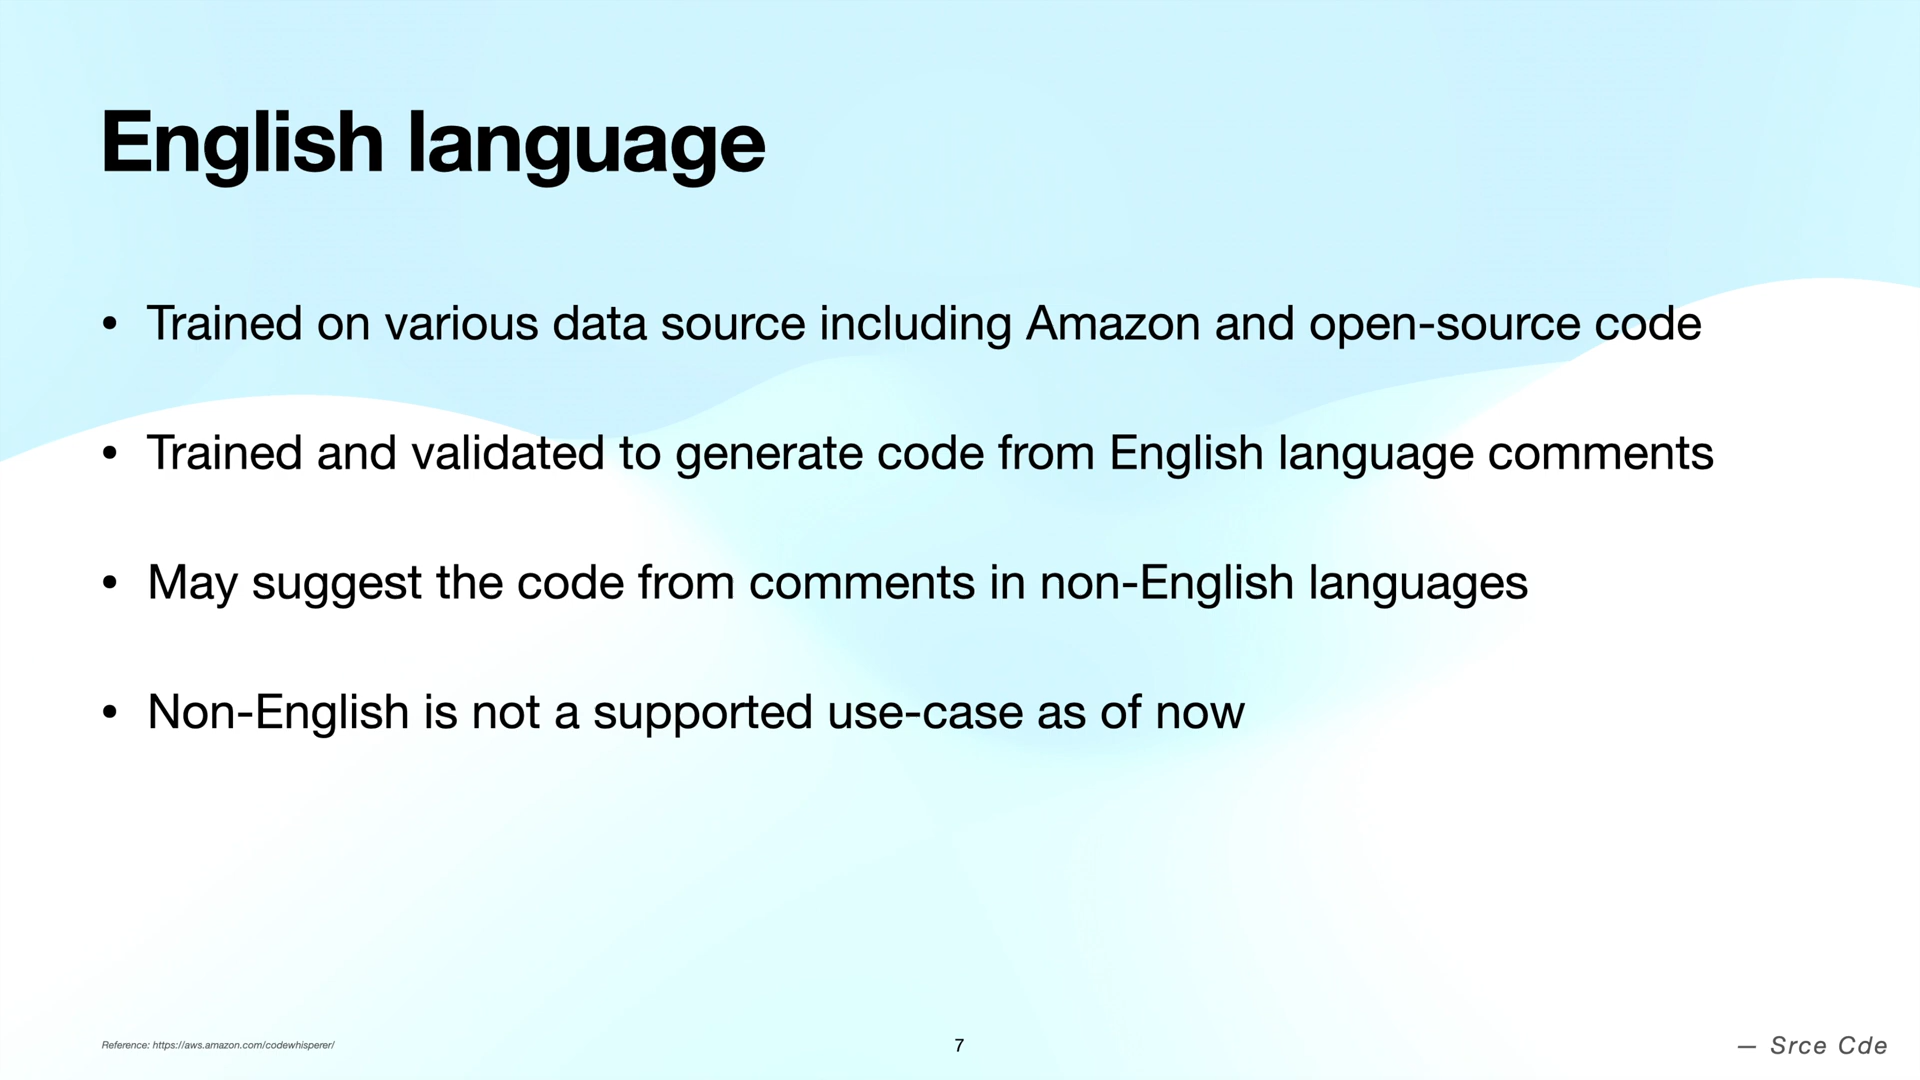 English language
• Trained on various data source including Amazon and open-source code
• Trained and validated to generate code from English language comments
• May suggest the code from comments in non-English languages
• Non-English is not a supported use-case as of now
Reference: https://aws.amazon.com/codewhisperer/
7
— Srce Cde